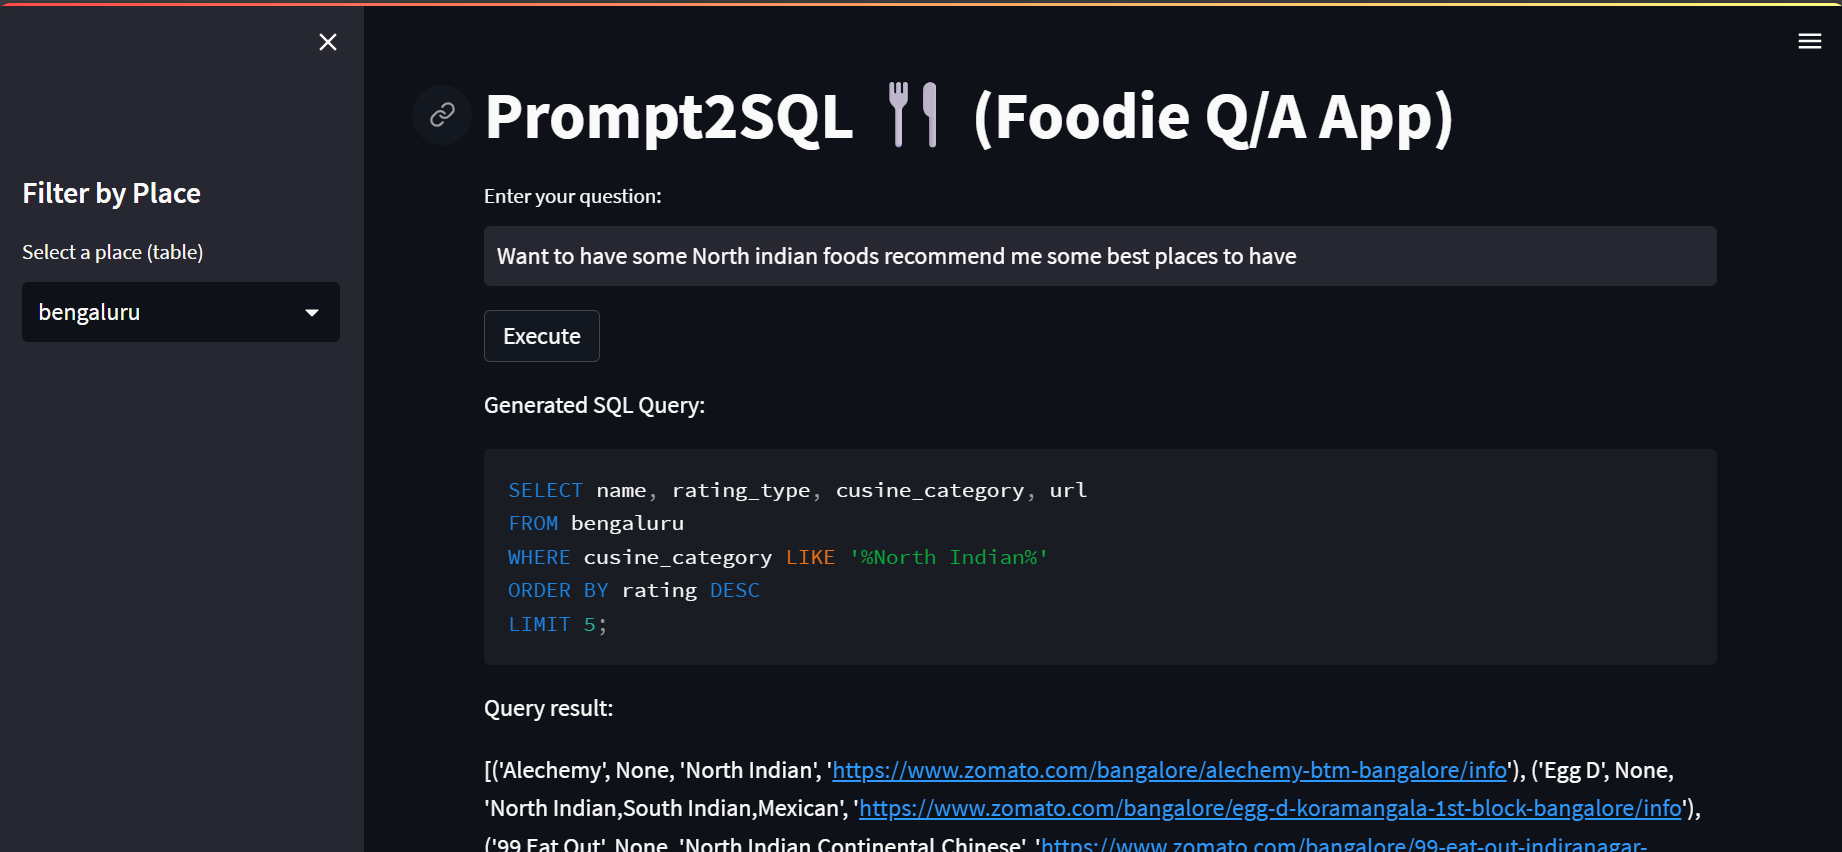 Prompt2SQL 🍴 (Foodie Q/A App)
Filter by Place
Enter your question:
Select a place (table)
Want to have some North indian foods recommend me some best places to have
bengaluru
Execute
Generated SQL Query:
SELECT name, rating_type, cusine_category, url
FROM bengaluru
WHERE cusine_category LIKE '%North Indian%'
ORDER BY rating DESC
LIMIT 5;
Query result:
[('Alechemy', None, 'North Indian', 'https://www.zomato.com/bangalore/alechemy-btm-bangalore/info'), ('Egg D', None,
'North Indian,South Indian,Mexican', 'https://www.zomato.com/bangalore/egg-d-koramangala-1st-block-bangalore/info'),
('99 Eat Out', None, 'North Indian,Continental,Chinese', 'https://www.zomato.com/bangalore/99-eat-out-indiranagar-